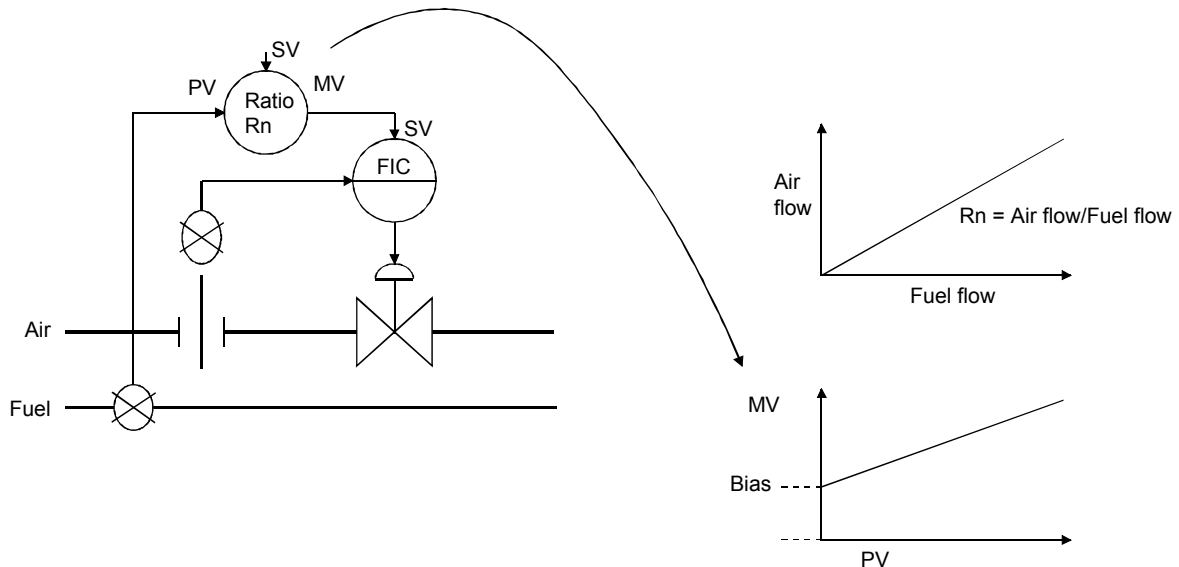 SV
PV
MV
Ratio
Rn
SV
FIC
Air
Fuel
Air
flow
Rn = Air flow/Fuel flow
Fuel flow
MV
Bias
PV